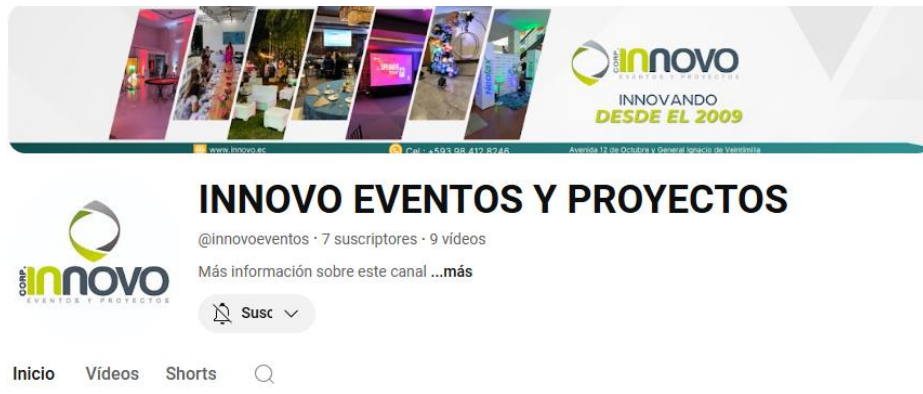 CORP. INNOVO
EVENTOS Y PROYECTOS
INNOVANDO
DESDE EL 2009
www.innovo.ec
Cel : +593 98 412 8246
Avenida 12 de Octubre y General Ignacio de Veintimilla
CORP. INNOVO
EVENTOS Y PROYECTOS
INNOVO EVENTOS Y PROYECTOS
@innovoeventos · 7 suscriptores · 9 vídeos
Más información sobre este canal ...más
Susc
Inicio Vídeos Shorts